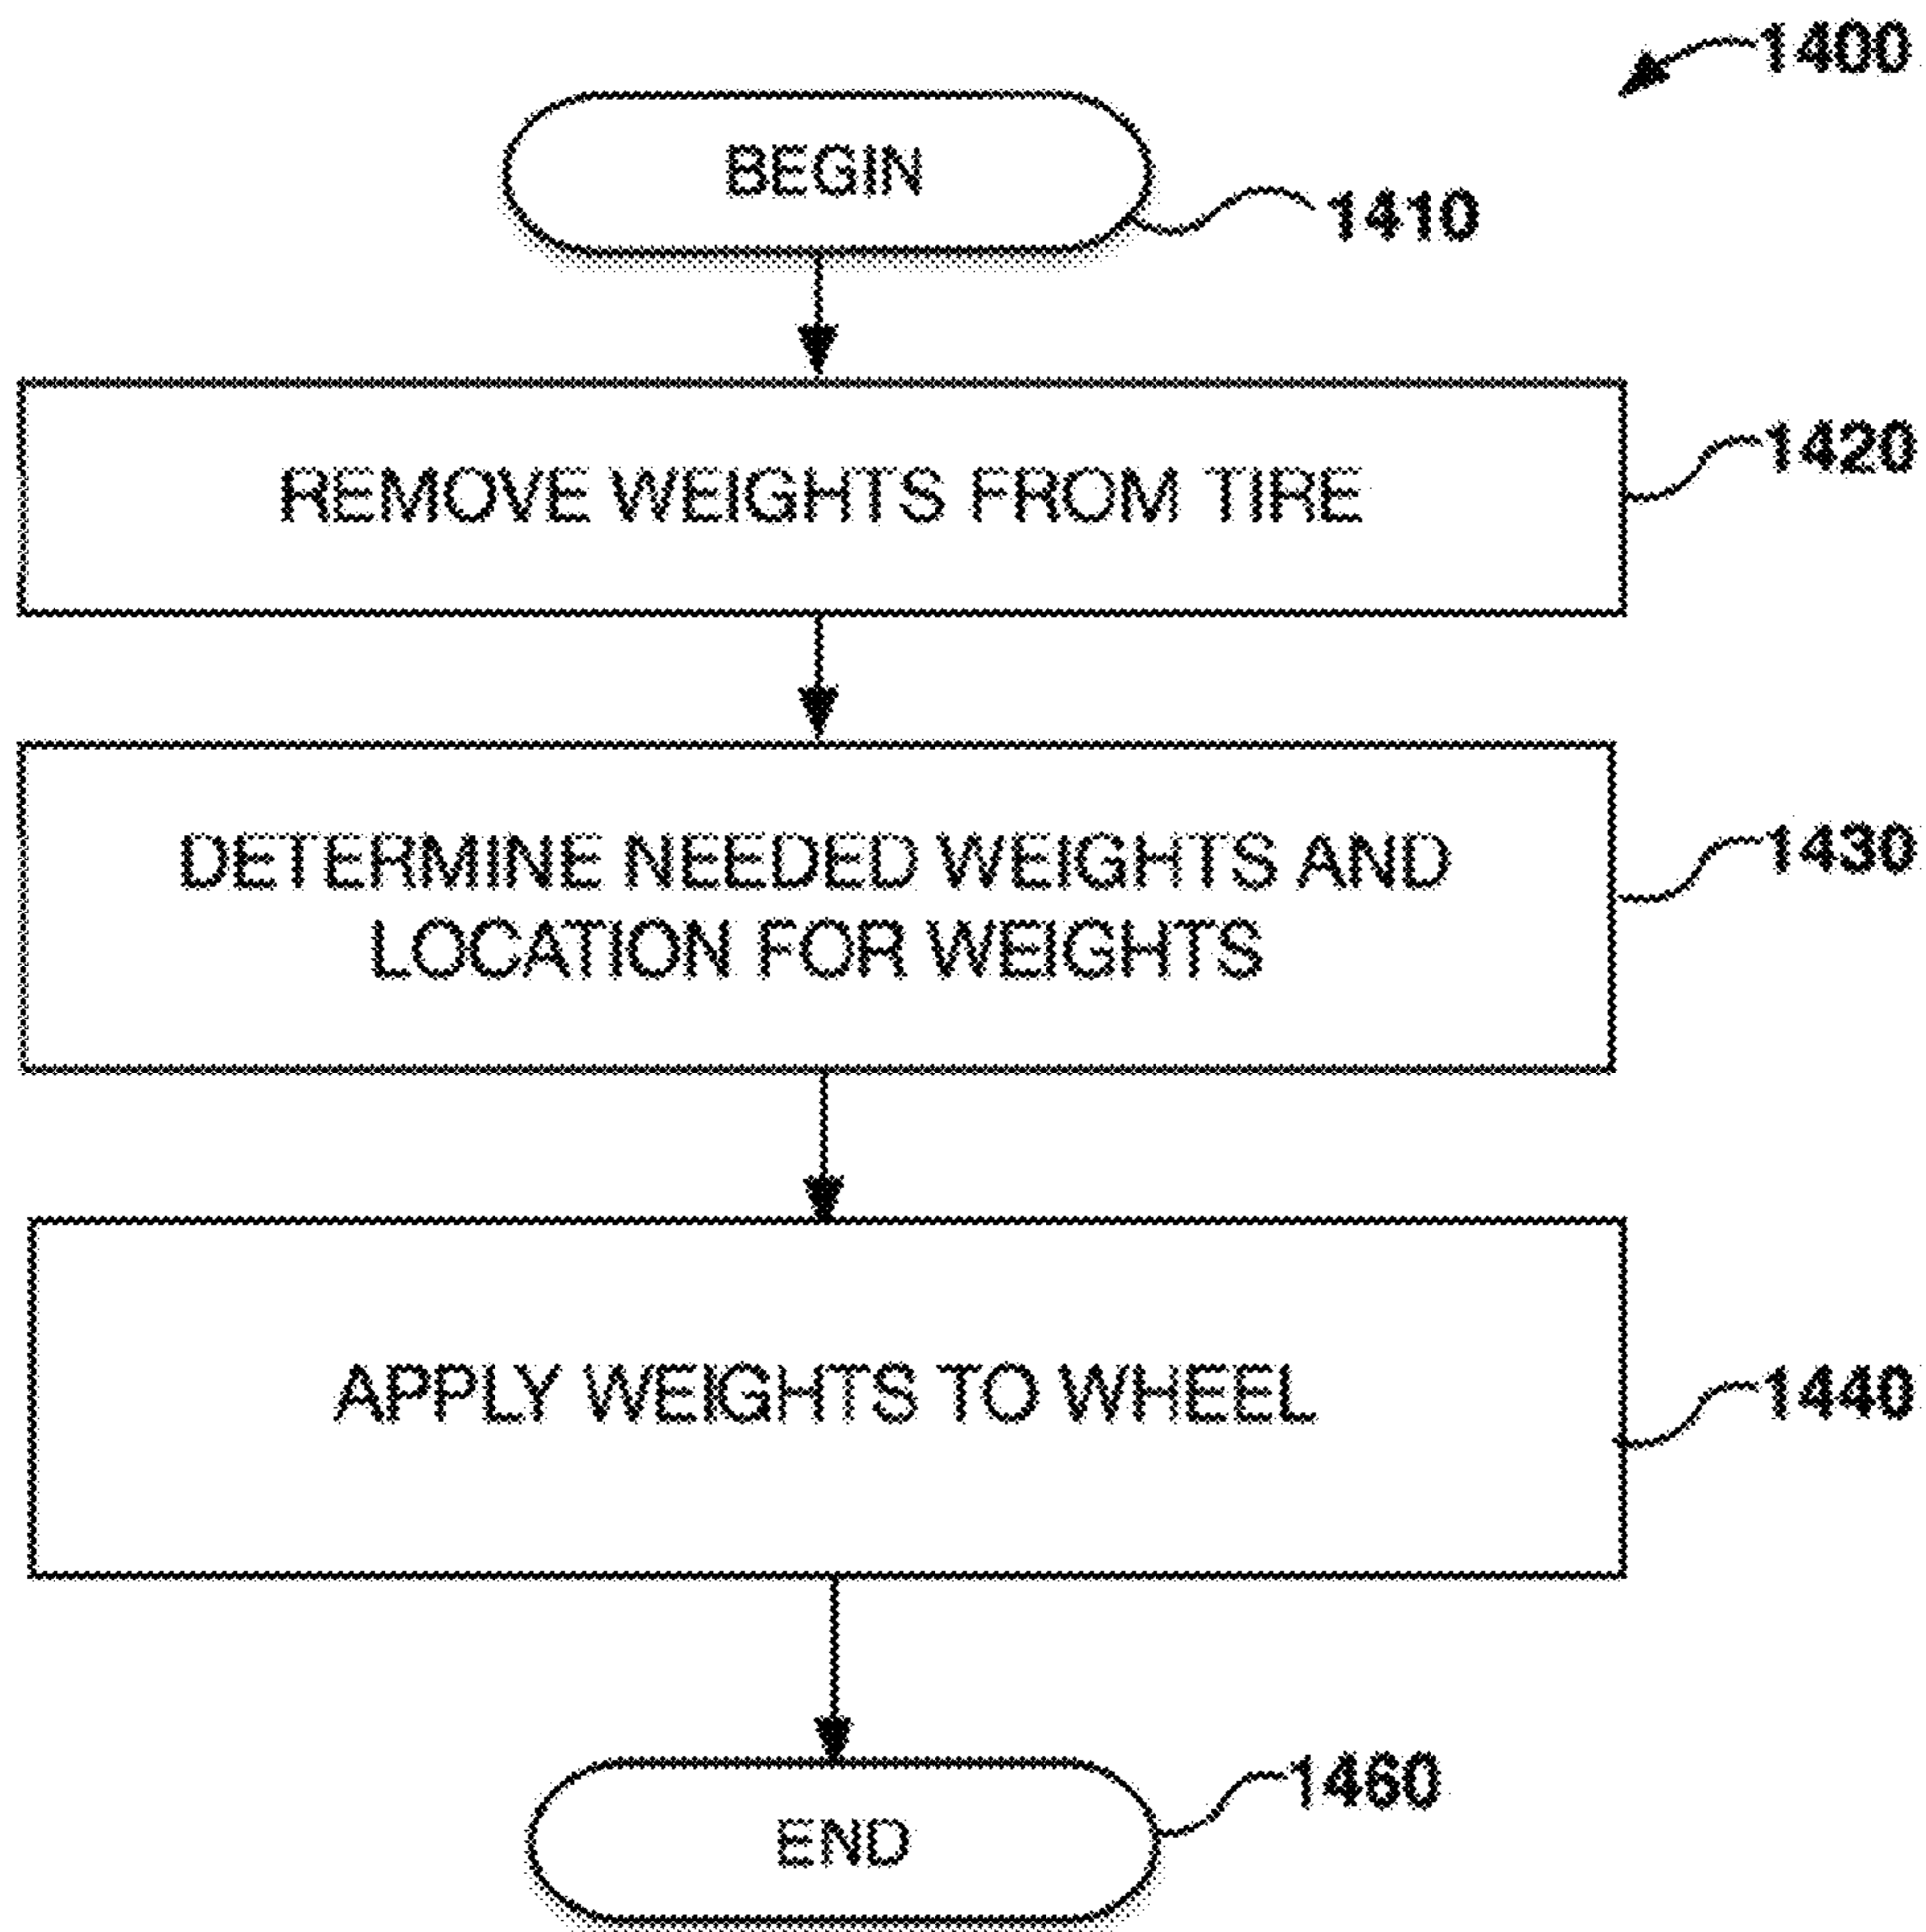 1400
BEGIN
1410
REMOVE WEIGHTS FROM TIRE
1420
DETERMINE NEEDED WEIGHTS AND
LOCATION FOR WEIGHTS
1430
APPLY WEIGHTS TO WHEEL
1440
END
1460